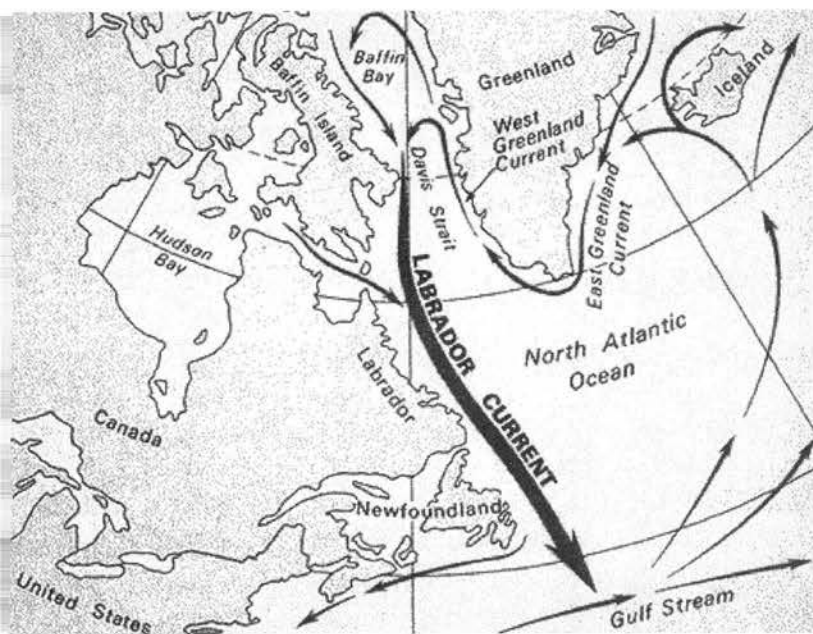 Baffin
Bay
Baffin Island
Greenland
Iceland
West
Greenland
Current
Davis Strait
East Greenland
Current
Hudson
Bay
LABRADOR CURRENT
North Atlantic
Ocean
Labrador
Canada
Newfoundland
United States
Gulf Stream